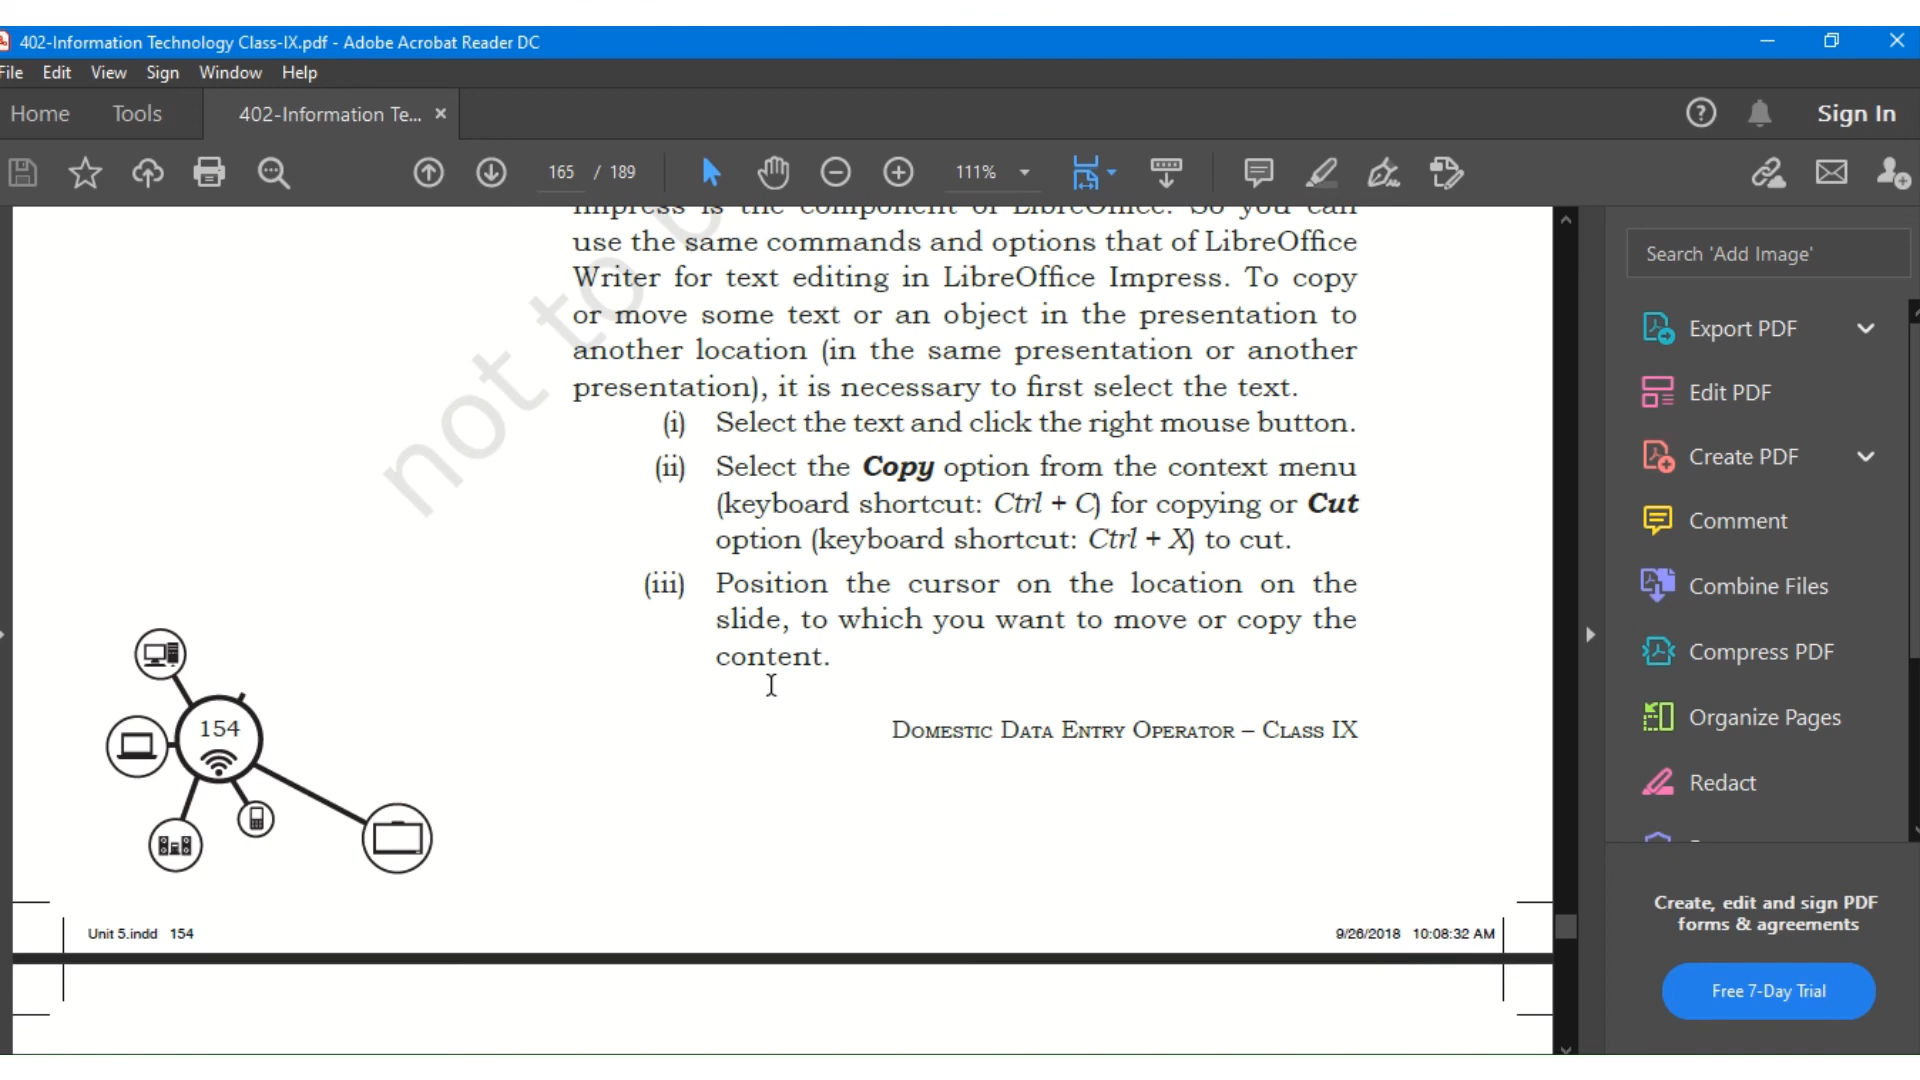 402-Information Technology Class-IX.pdf - Adobe Acrobat Reader DC
File Edit View Sign Window Help
Home Tools 402-Information Te... × Sign In
165 / 189 111%
Impress is the component of LibreOffice. So you can
use the same commands and options that of LibreOffice
Writer for text editing in LibreOffice Impress. To copy
or move some text or an object in the presentation to
another location (in the same presentation or another
presentation), it is necessary to first select the text.
(i) Select the text and click the right mouse button.
(ii) Select the Copy option from the context menu
(keyboard shortcut: Ctrl + C) for copying or Cut
option (keyboard shortcut: Ctrl + X) to cut.
(iii) Position the cursor on the location on the
slide, to which you want to move or copy the
content.
not to
154
Domestic Data Entry Operator – Class IX
Unit 5.indd 154
9/26/2018 10:08:32 AM
Search 'Add Image'
Export PDF
Edit PDF
Create PDF
Comment
Combine Files
Compress PDF
Organize Pages
Redact
Create, edit and sign PDF
forms & agreements
Free 7-Day Trial